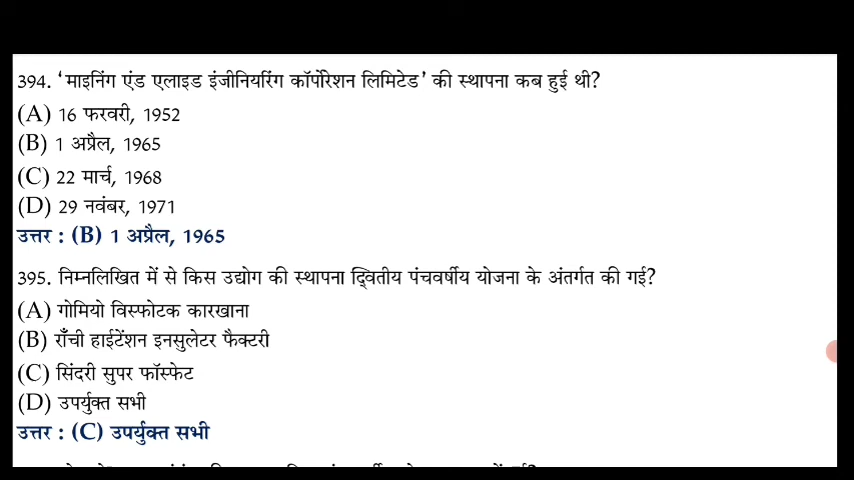 394. ‘माइनिंग एंड एलाइड इंजीनियरिंग कॉर्पोरेशन लिमिटेड’ की स्थापना कब हुई थी?
(A) 16 फरवरी, 1952
(B) 1 अप्रैल, 1965
(C) 22 मार्च, 1968
(D) 29 नवंबर, 1971
उत्तर : (B) 1 अप्रैल, 1965
395. निम्नलिखित में से किस उद्योग की स्थापना द्वितीय पंचवर्षीय योजना के अंतर्गत की गई?
(A) गोमियो विस्फोटक कारखाना
(B) राँची हाईटेंशन इनसुलेटर फैक्टरी
(C) सिंदरी सुपर फॉस्फेट
(D) उपर्युक्त सभी
उत्तर : (C) उपर्युक्त सभी